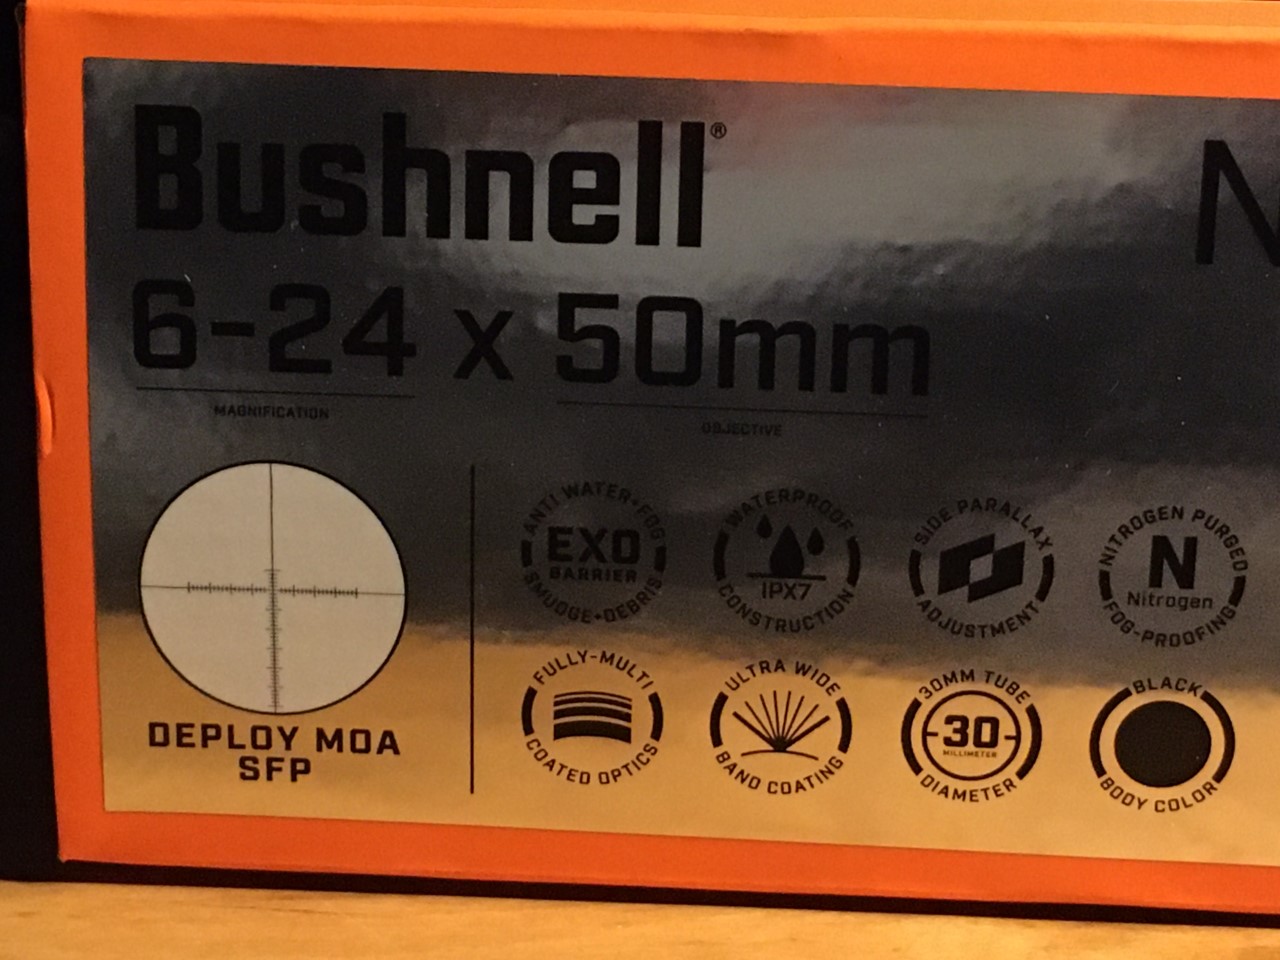 Bushnell®
N
6-24 x 50mm
MAGNIFICATION
OBJECTIVE
ANTI WATER•FOG
EXO
BARRIER
SMUDGE•DEBRIS
WATERPROOF
IPX7
CONSTRUCTION
SIDE PARALLAX
ADJUSTMENT
NITROGEN PURGED
N
Nitrogen
FOG-PROOFING
FULLY-MULTI
COATED OPTICS
ULTRA WIDE
BAND COATING
30MM TUBE
30
MILLIMETER
DIAMETER
BLACK
BODY COLOR
DEPLOY MOA
SFP